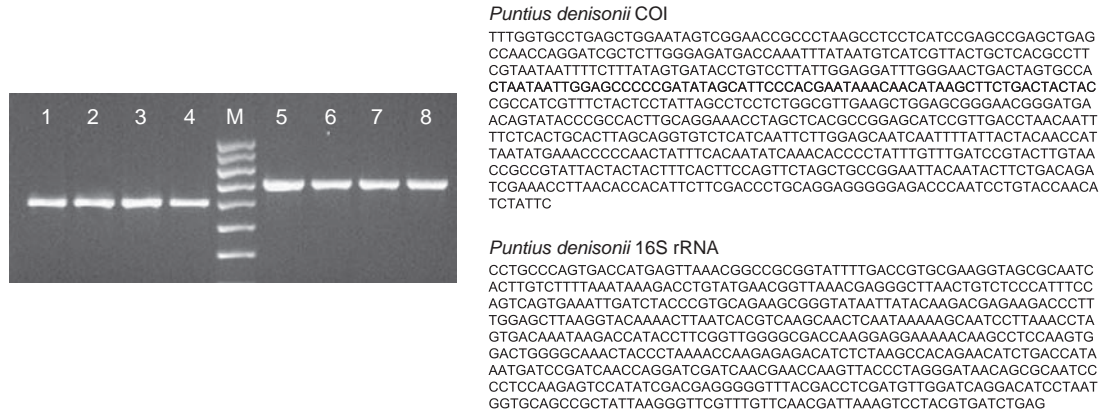 1 2 3 4 M 5 6 7 8
Puntius denisonii COI
TTTGGTGCCTGAGCTGGAATAGTCGGAACCGCCCTAAGCCTCCTCATCCGAGCCGAGCTGAG
CCAACCAGGATCGCTCTTGGGAGATGACCAAATTTATAATGTCATCGTTACTGCTCACGCCTT
CGTAATAATTTTCTTTATAGTGATACCTGTCCTTATTGGAGGATTTGGGAACTGACTAGTGCCA
CTAATAATTGGAGCCCCCGATATAGCATTCCCACGAATAAACAACATAAGCTTCTGACTACTAC
CGCCATCGTTTCTACTCCTATTAGCCTCCTCTGGCGTTGAAGCTGGAGCGGGAACGGGATGA
ACAGTATACCCGCCACTTGCAGGAAACCTAGCTCACGCCGGAGCATCCGTTGACCTAACAATT
TTCTCACTGCACTTAGCAGGTGTCTCATCAATTCTTGGAGCAATCAATTTTATTACTACAACCAT
TAATATGAAACCCCCAACTATTTCACAATATCAAACACCCCTATTTGTTTGATCCGTACTTGTAA
CCGCCGTATTACTACTACTTTCACTTCCAGTTCTAGCTGCCGGAATTACAATACTTCTGACAGA
TCGAAACCTTAACACCACATTCTTCGACCCTGCAGGAGGGGGAGACCCAATCCTGTACCAACA
TCTATTC
Puntius denisonii 16S rRNA
CCTGCCCAGTGACCATGAGTTAAACGGCCGCGGTATTTTGACCGTGCGAAGGTAGCGCAATC
ACTTGTCTTTTAAATAAAGACCTGTATGAACGGTTAAACGAGGGCTTAACTGTCTCCCATTTCC
AGTCAGTGAAATTGATCTACCCGTGCAGAAGCGGGTATAATTATACAAGACGAGAAGACCCTT
TGGAGCTTAAGGTACAAAACTTAATCACGTCAAGCAACTCAATAAAAAGCAATCCTTAAACCTA
GTGACAAATAAGACCATACCTTCGGTTGGGGCGACCAAGGAGGAAAAACAAGCCTCCAAGTG
GACTGGGGCAAACTACCCTAAAACCAAGAGAGACATCTCTAAGCCACAGAACATCTGACCATA
AATGATCCGATCAACCAGGATCGATCAACGAACCAAGTTACCCTAGGGATAACAGCGCAATCC
CCTCCAAGAGTCCATATCGACGAGGGGGTTTACGACCTCGATGTTGGATCAGGACATCCTAAT
GGTGCAGCCGCTATTAAGGGTTCGTTTGTTCAACGATTAAAGTCCTACGTGATCTGAG